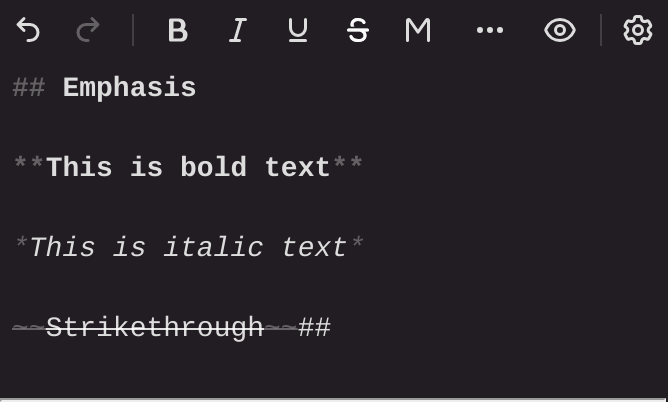 B I U S M
## Emphasis
**This is bold text**
*This is italic text*
~~Strikethrough~~##